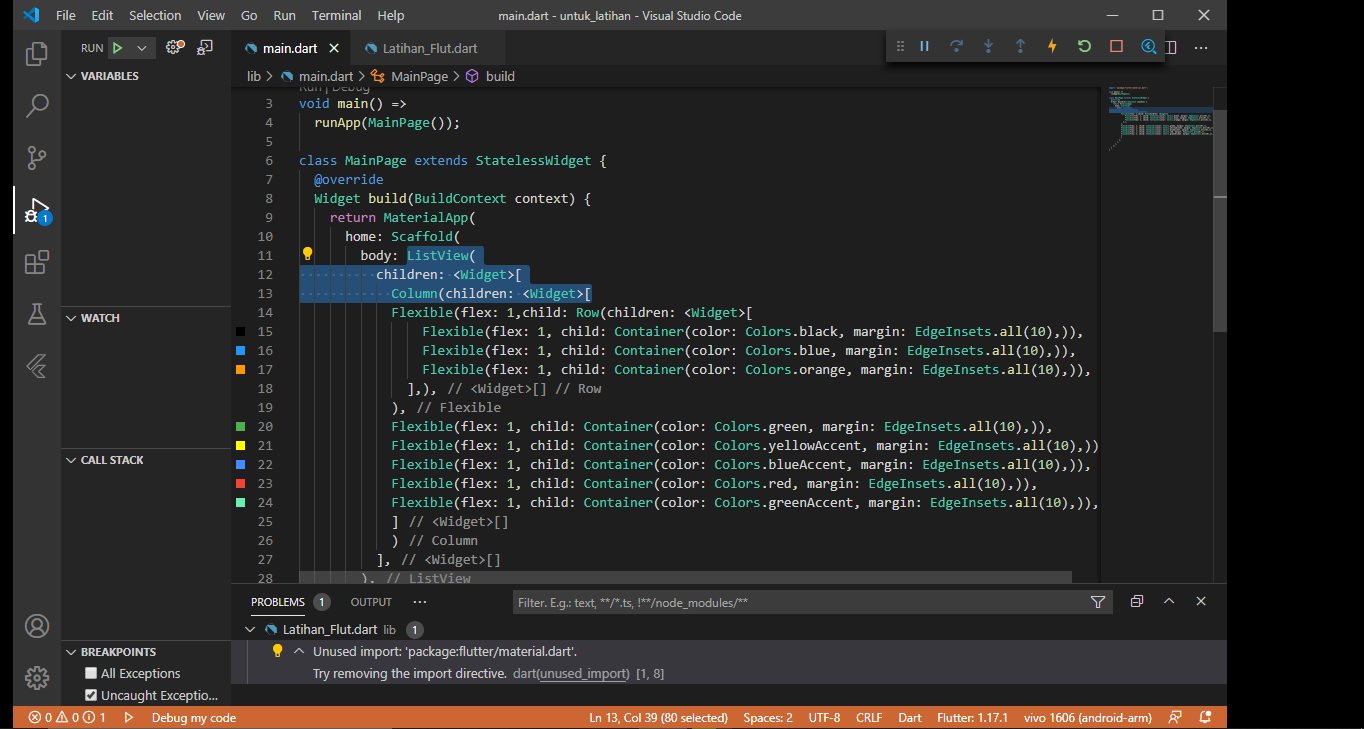 File Edit Selection View Go Run Terminal Help main.dart - untuk_latihan - Visual Studio Code
RUN main.dart Latihan_Flut.dart
VARIABLES
lib > main.dart > MainPage > build
Run | Debug
3 void main() =>
4 runApp(MainPage());
5
6 class MainPage extends StatelessWidget {
7 @override
8 Widget build(BuildContext context) {
9 return MaterialApp(
10 home: Scaffold(
11 body: ListView(
12 children: <Widget>[
13 Column(children: <Widget>[
14 Flexible(flex: 1,child: Row(children: <Widget>[
15 Flexible(flex: 1, child: Container(color: Colors.black, margin: EdgeInsets.all(10),)),
16 Flexible(flex: 1, child: Container(color: Colors.blue, margin: EdgeInsets.all(10),)),
17 Flexible(flex: 1, child: Container(color: Colors.orange, margin: EdgeInsets.all(10),)),
18 ],), // <Widget>[] // Row
19 ), // Flexible
20 Flexible(flex: 1, child: Container(color: Colors.green, margin: EdgeInsets.all(10),)),
21 Flexible(flex: 1, child: Container(color: Colors.yellowAccent, margin: EdgeInsets.all(10),))
22 Flexible(flex: 1, child: Container(color: Colors.blueAccent, margin: EdgeInsets.all(10),)),
23 Flexible(flex: 1, child: Container(color: Colors.red, margin: EdgeInsets.all(10),)),
24 Flexible(flex: 1, child: Container(color: Colors.greenAccent, margin: EdgeInsets.all(10),)),
25 ] // <Widget>[]
26 ) // Column
27 ], // <Widget>[]
28 ), // ListView
1
WATCH
CALL STACK
BREAKPOINTS
All Exceptions
Uncaught Exceptio...
PROBLEMS 1 OUTPUT ··· Filter. E.g.: text, **/*.ts, !**/node_modules/**
Latihan_Flut.dart lib 1
Unused import: 'package:flutter/material.dart'.
Try removing the import directive. dart(unused_import) [1, 8]
0 0 1 Debug my code Ln 13, Col 39 (80 selected) Spaces: 2 UTF-8 CRLF Dart Flutter: 1.17.1 vivo 1606 (android-arm)